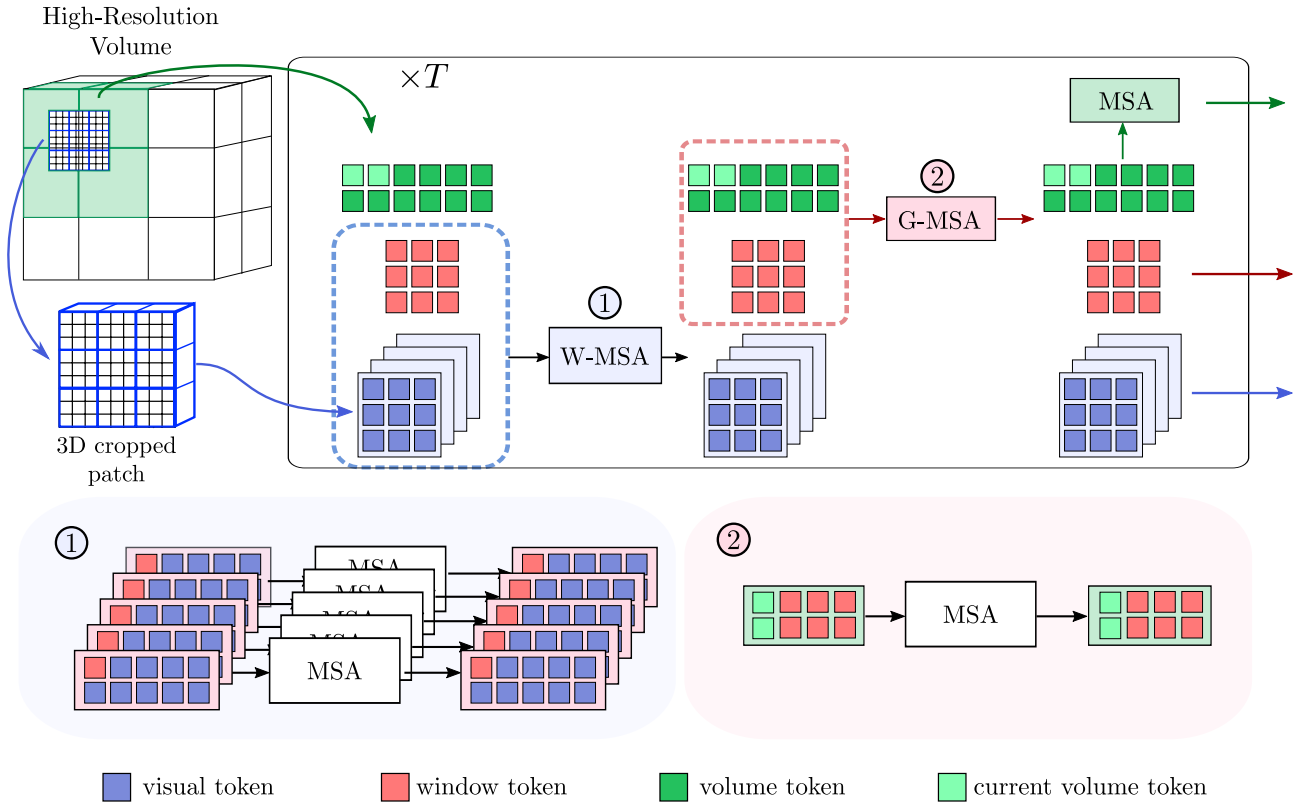 High-Resolution
Volume
×T
MSA
2
G-MSA
1
W-MSA
3D cropped
patch
1
MSA
MSA
MSA
MSA
MSA
2
MSA
visual token
window token
volume token
current volume token